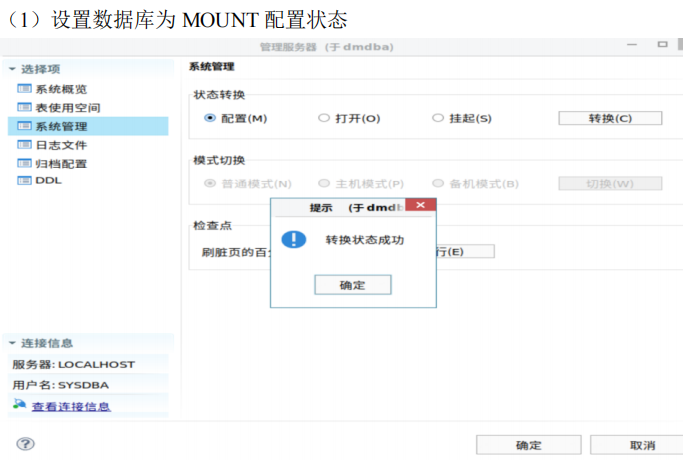 （1）设置数据库为 MOUNT 配置状态
管理服务器 （于 dmdba）
选择项
系统概览
表使用空间
系统管理
日志文件
归档配置
DDL
系统管理
状态转换
配置(M) 打开(O) 挂起(S) 转换(C)
模式切换
普通模式(N) 主机模式(P) 备机模式(B) 切换(W)
检查点
刷脏页的百 行(E)
提示 （于 dmdb
转换状态成功
确定
连接信息
服务器: LOCALHOST
用户名: SYSDBA
查看连接信息
确定 取消